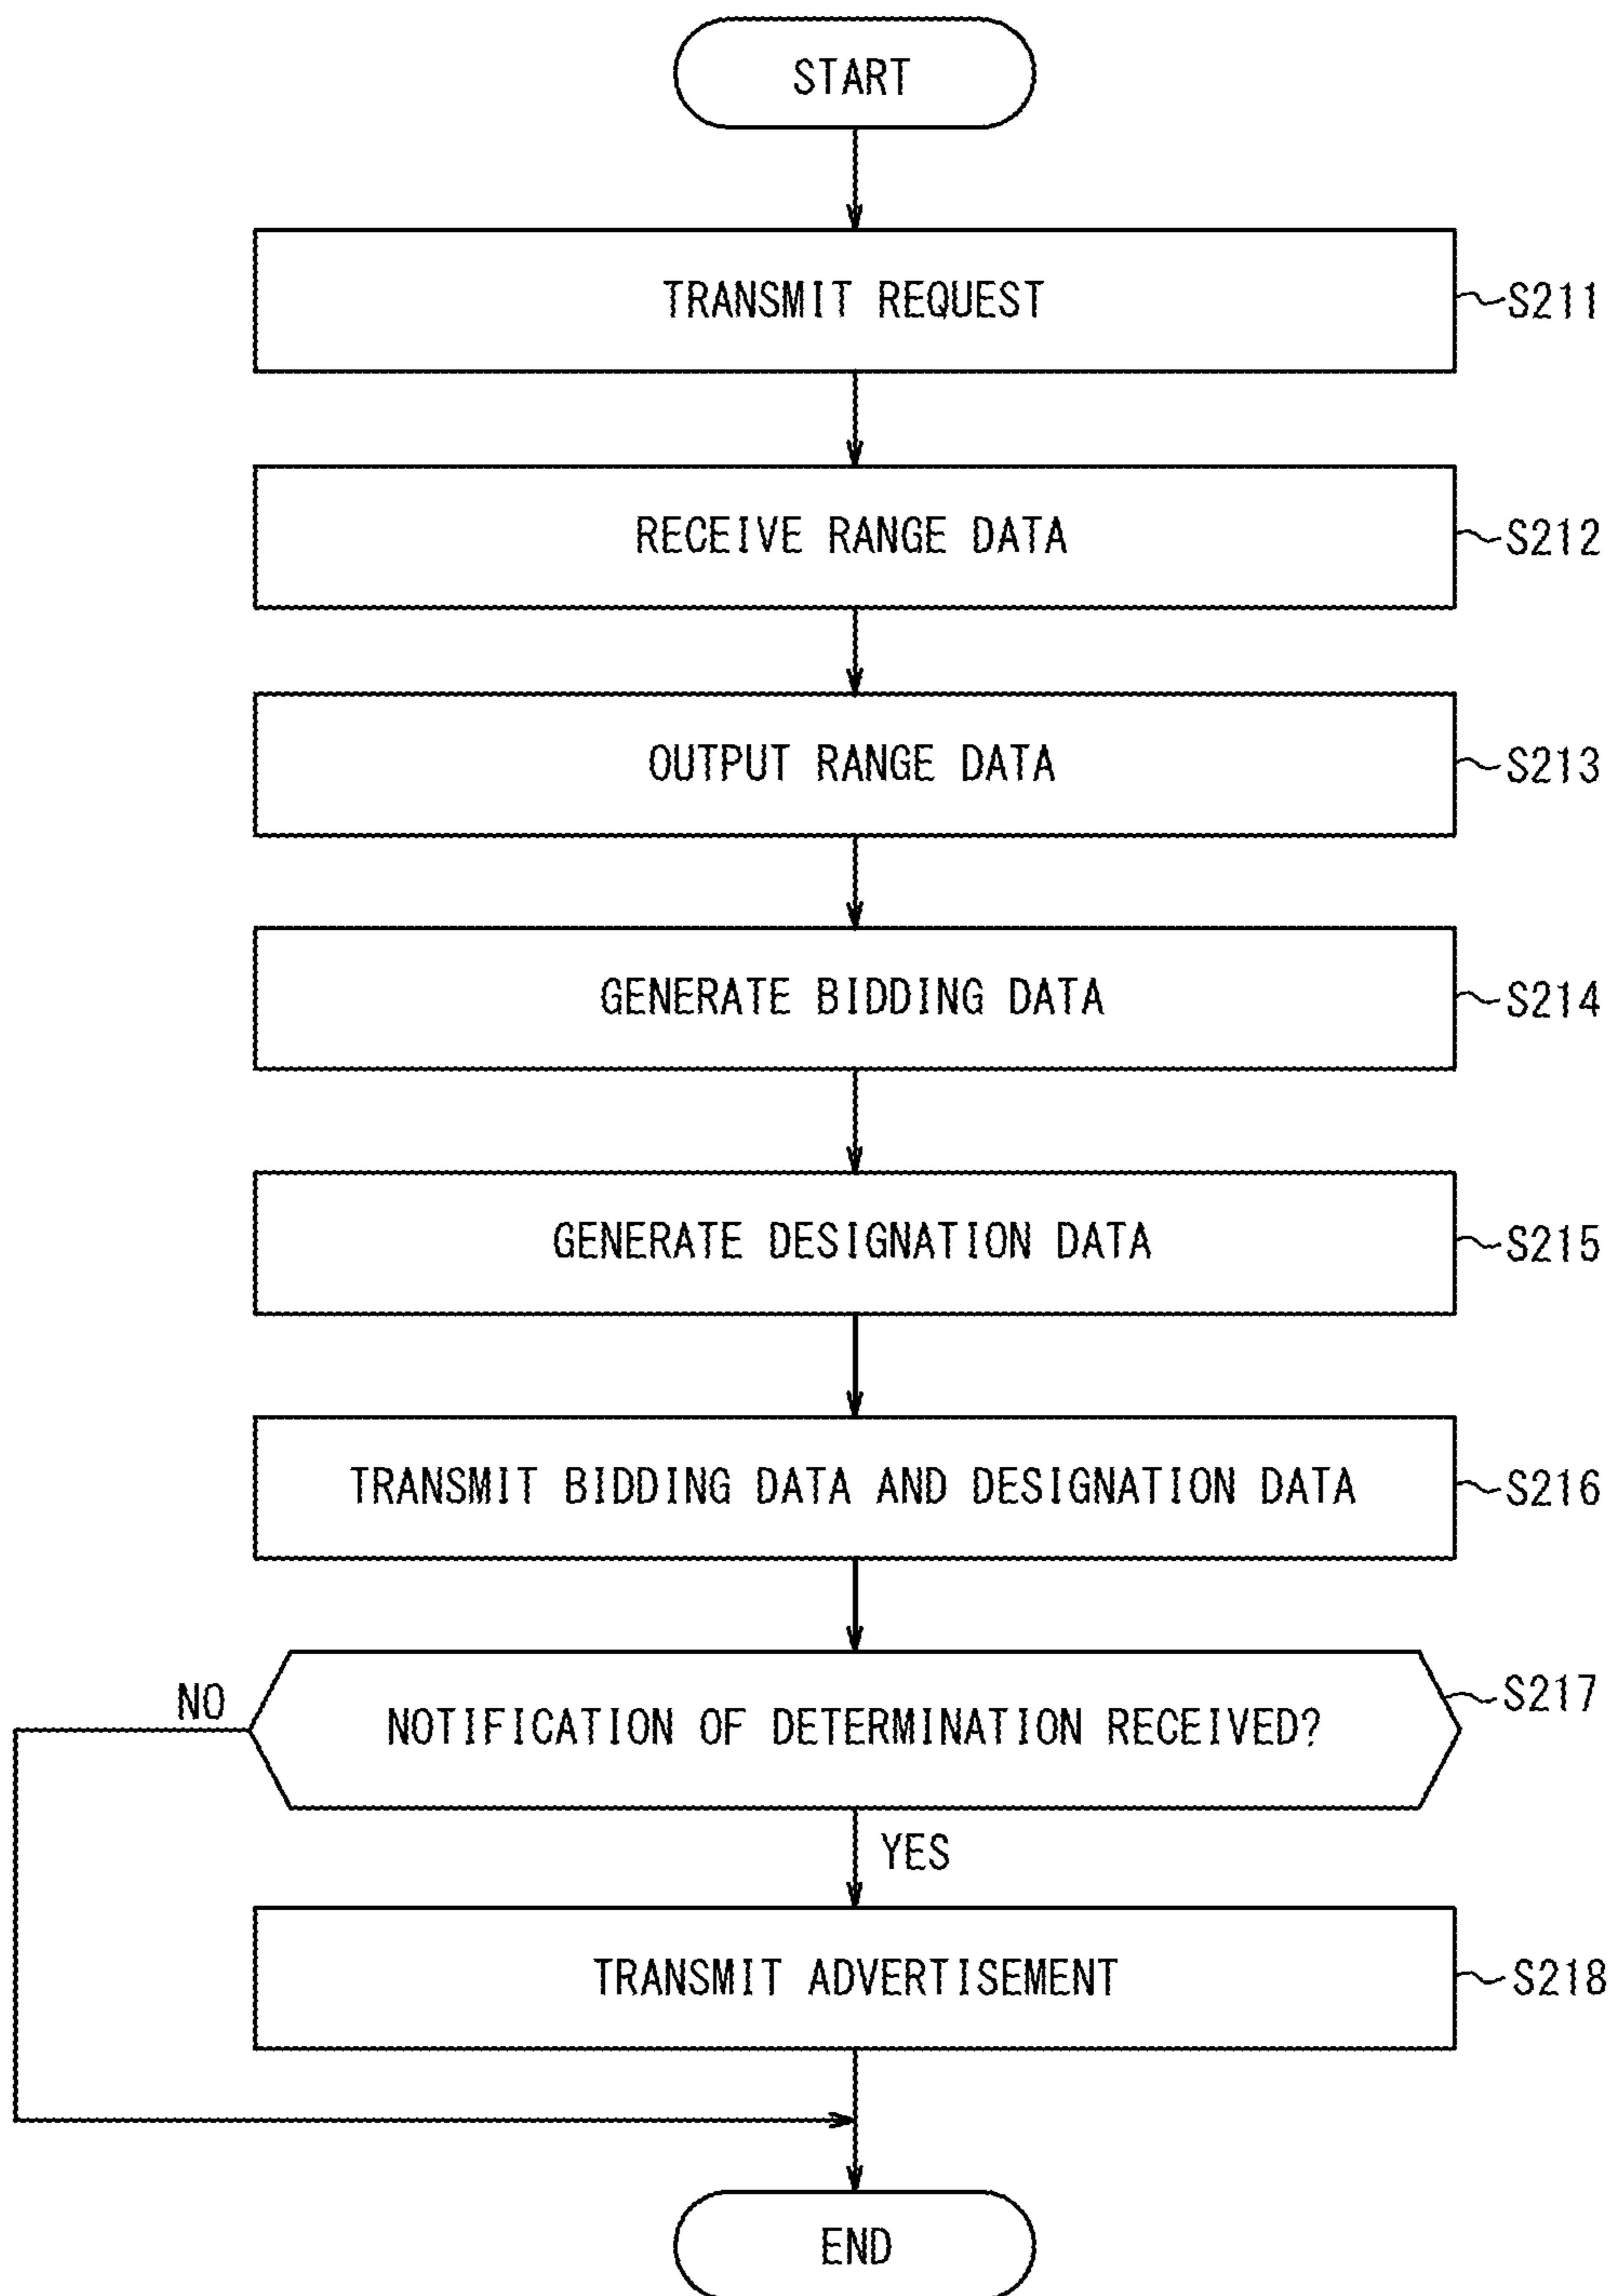 START
TRANSMIT REQUEST
S211
RECEIVE RANGE DATA
S212
OUTPUT RANGE DATA
S213
GENERATE BIDDING DATA
S214
GENERATE DESIGNATION DATA
S215
TRANSMIT BIDDING DATA AND DESIGNATION DATA
S216
NO
NOTIFICATION OF DETERMINATION RECEIVED?
S217
YES
TRANSMIT ADVERTISEMENT
S218
END